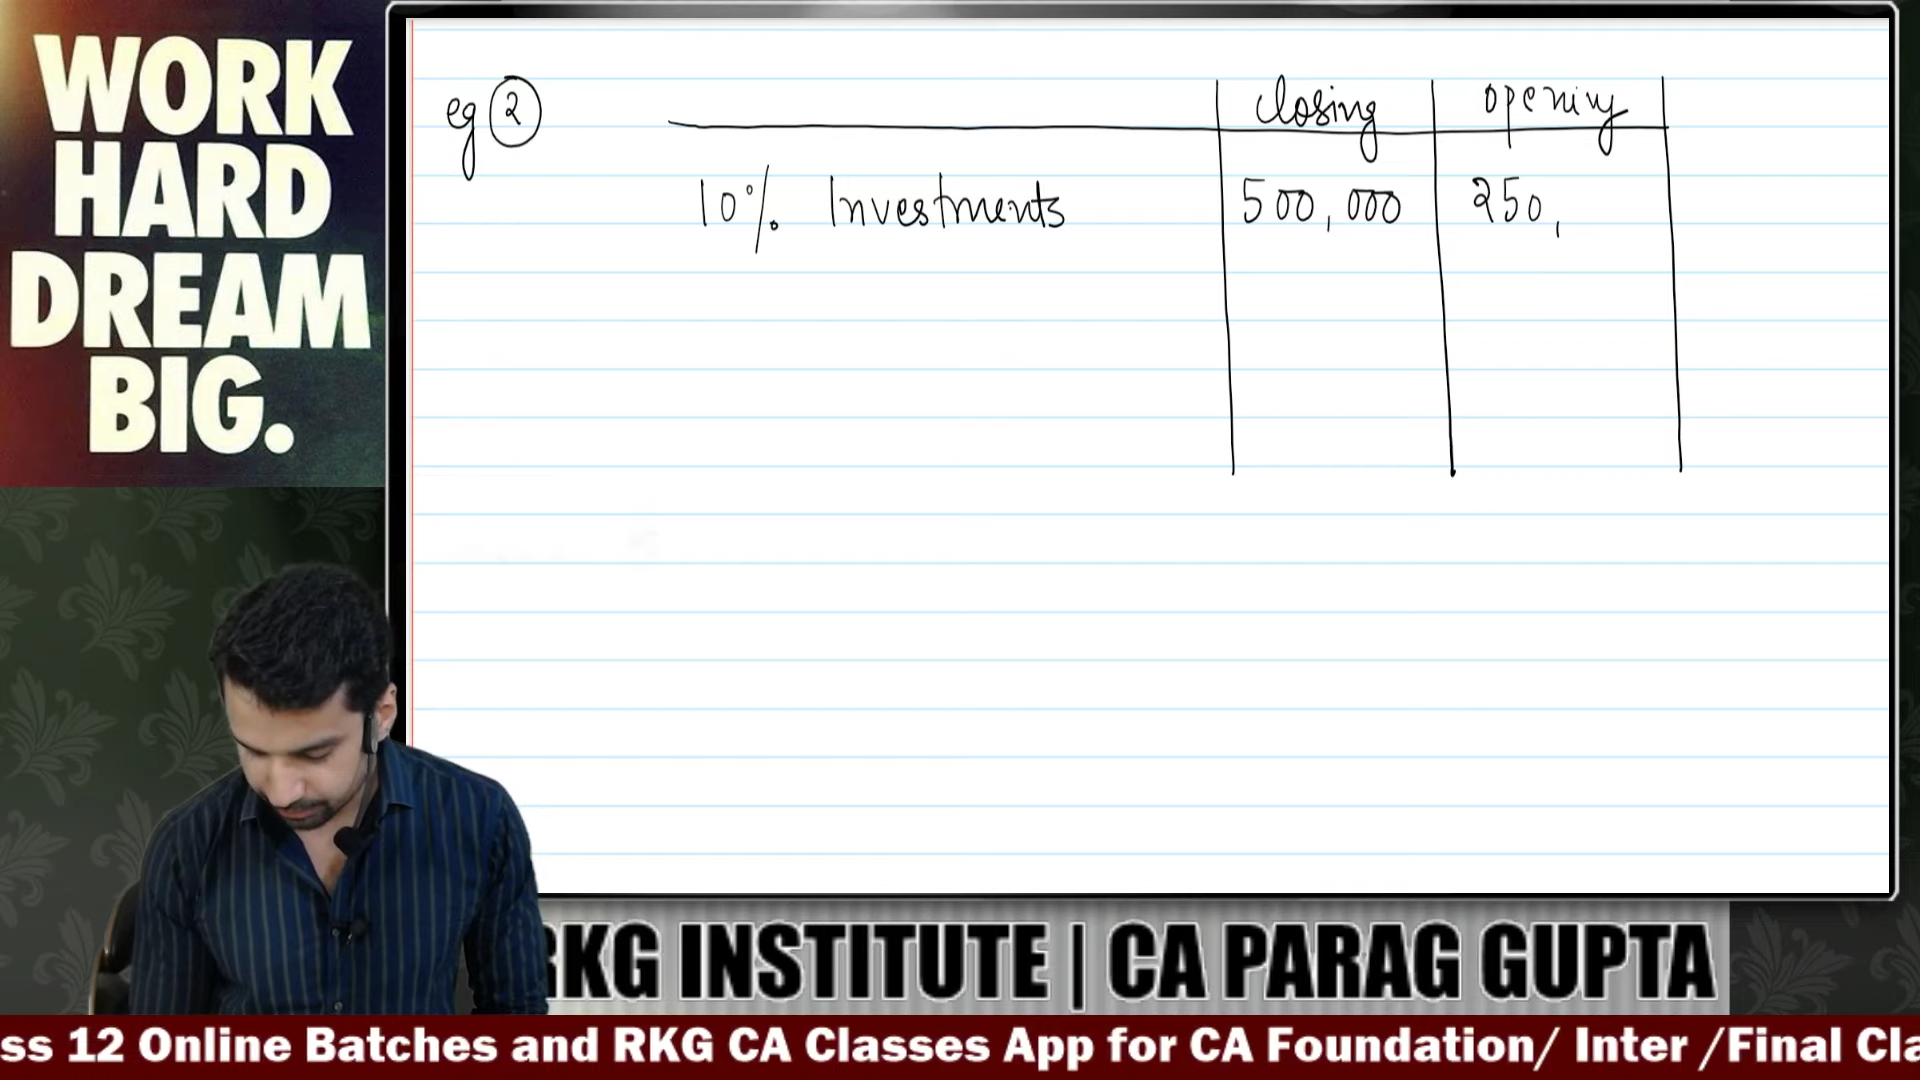 WORK
HARD
DREAM
BIG.
eg ② closing opening
10% Investments 500,000 250,
RKG INSTITUTE | CA PARAG GUPTA
ss 12 Online Batches and RKG CA Classes App for CA Foundation/ Inter /Final Cla